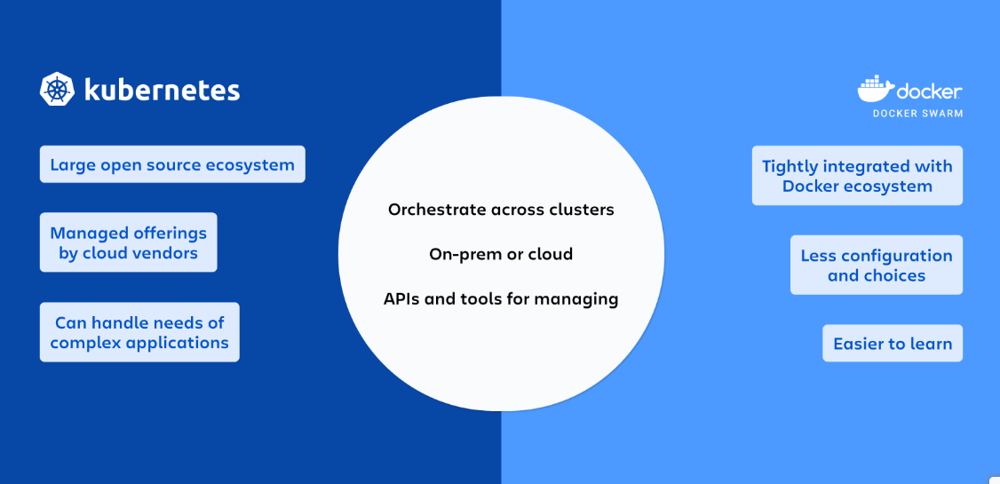 kubernetes
Large open source ecosystem
Managed offerings
by cloud vendors
Can handle needs of
complex applications
Orchestrate across clusters
On-prem or cloud
APIs and tools for managing
docker
DOCKER SWARM
Tightly integrated with
Docker ecosystem
Less configuration
and choices
Easier to learn